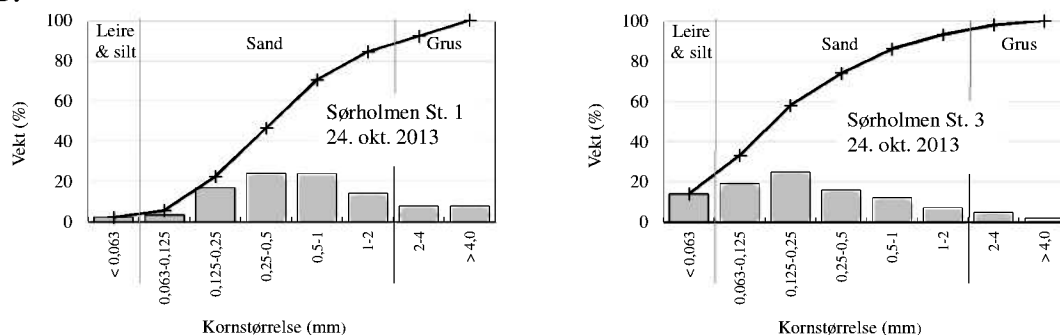 100
80
60
40
20
0
Vekt (%)
Leire
& silt
Sand
Grus
Sørholmen St. 1
24. okt. 2013
< 0,063
0,063-0,125
0,125-0,25
0,25-0,5
0,5-1
1-2
2-4
> 4,0
Kornstørrelse (mm)
100
80
60
40
20
0
Vekt (%)
Leire
& silt
Sand
Grus
Sørholmen St. 3
24. okt. 2013
< 0,063
0,063-0,125
0,125-0,25
0,25-0,5
0,5-1
1-2
2-4
> 4,0
Kornstørrelse (mm)